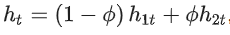 h_t = (1 − ϕ) h_{1t} + ϕh_{2t},